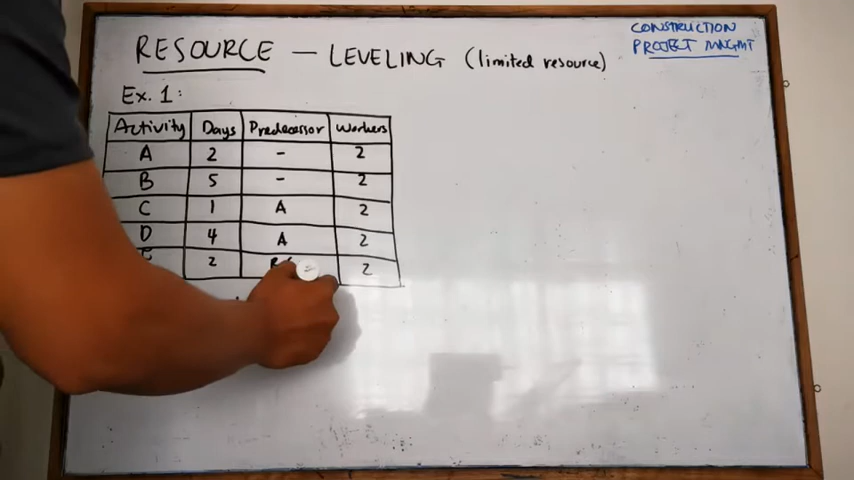 RESOURCE – LEVELING (limited resource)
CONSTRUCTION
PROJECT MNGMT
Ex. 1:
Activity Days Predecessor Workers
A 2 - 2
B 5 - 2
C 1 A 2
D 4 A 2
2 2